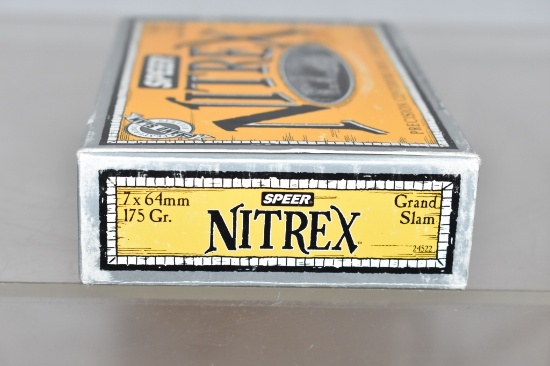 SPEER
NITREX
7 x 64mm
175 Gr.
SPEER
NITREX
Grand
Slam
24522